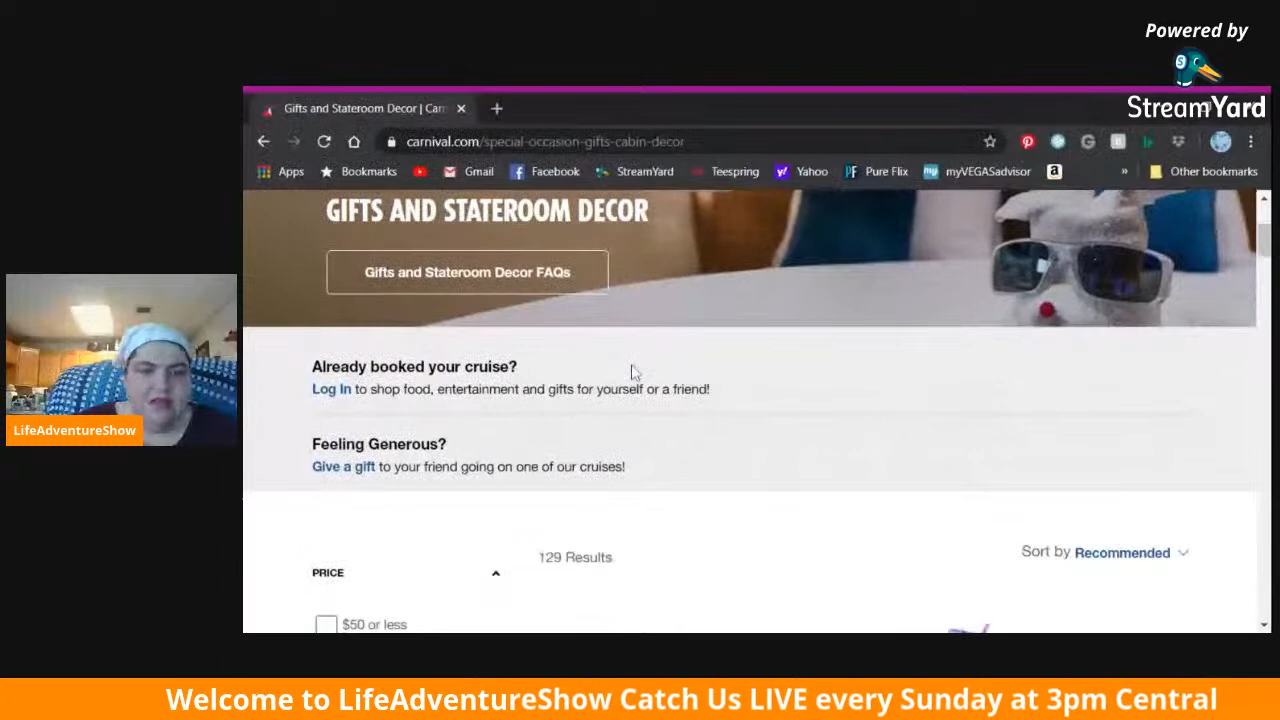 Powered by
StreamYard
Gifts and Stateroom Decor | Carn
carnival.com/special-occasion-gifts-cabin-decor
Apps Bookmarks Gmail Facebook StreamYard Teespring Yahoo Pure Flix myVEGASadvisor » Other bookmarks
GIFTS AND STATEROOM DECOR
Gifts and Stateroom Decor FAQs
Already booked your cruise?
Log In to shop food, entertainment and gifts for yourself or a friend!
Feeling Generous?
Give a gift to your friend going on one of our cruises!
129 Results
Sort by Recommended
PRICE
$50 or less
LifeAdventureShow
Welcome to LifeAdventureShow Catch Us LIVE every Sunday at 3pm Central